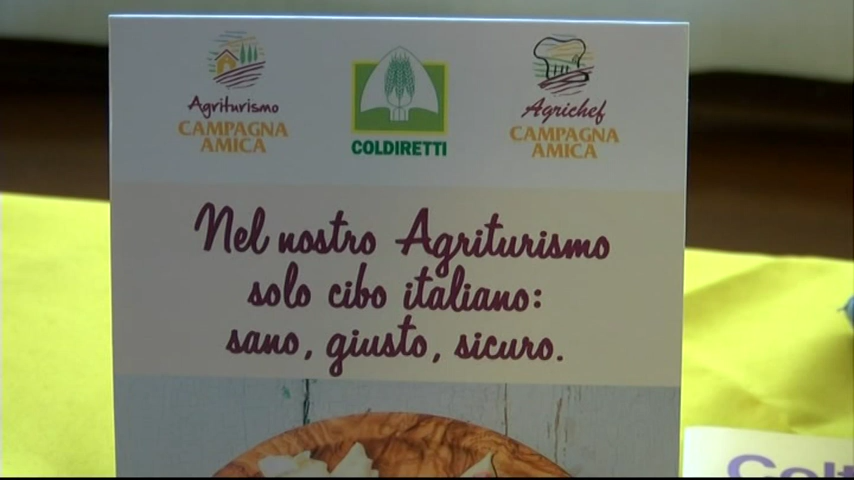 Agriturismo
CAMPAGNA
AMICA
COLDIRETTI
Agrichef
CAMPAGNA
AMICA
Nel nostro Agriturismo
solo cibo italiano:
sano, giusto, sicuro.